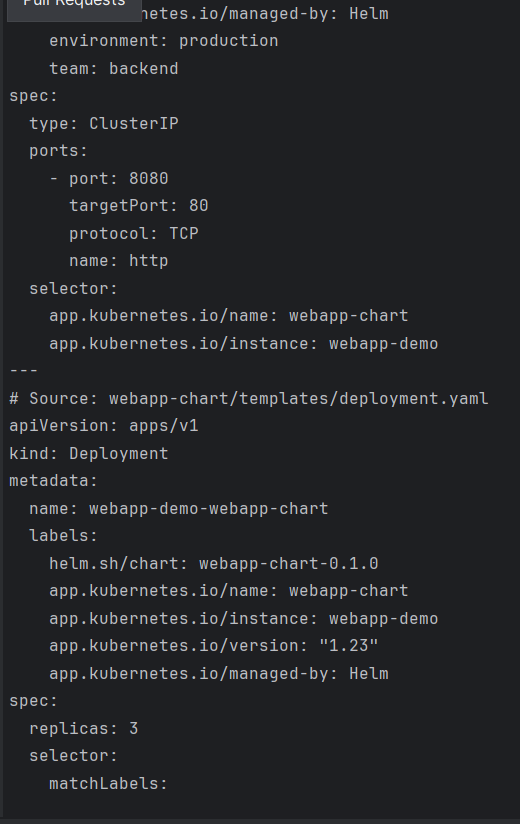 Pull Requests
netes.io/managed-by: Helm
    environment: production
    team: backend
spec:
  type: ClusterIP
  ports:
    - port: 8080
      targetPort: 80
      protocol: TCP
      name: http
  selector:
    app.kubernetes.io/name: webapp-chart
    app.kubernetes.io/instance: webapp-demo
---
# Source: webapp-chart/templates/deployment.yaml
apiVersion: apps/v1
kind: Deployment
metadata:
  name: webapp-demo-webapp-chart
  labels:
    helm.sh/chart: webapp-chart-0.1.0
    app.kubernetes.io/name: webapp-chart
    app.kubernetes.io/instance: webapp-demo
    app.kubernetes.io/version: "1.23"
    app.kubernetes.io/managed-by: Helm
spec:
  replicas: 3
  selector:
    matchLabels: